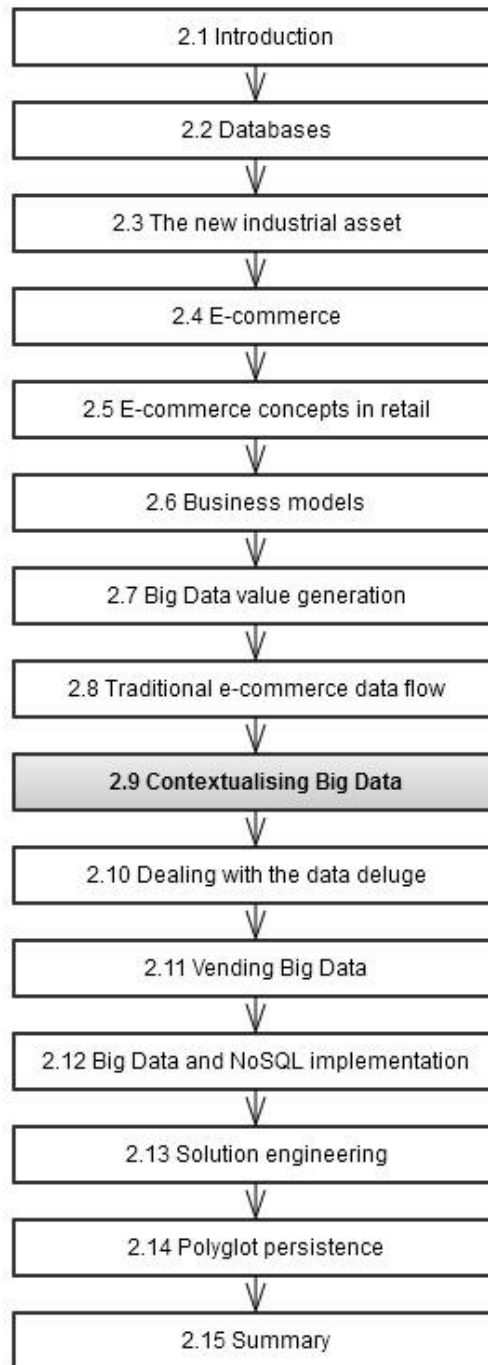 2.1 Introduction
2.2 Databases
2.3 The new industrial asset
2.4 E-commerce
2.5 E-commerce concepts in retail
2.6 Business models
2.7 Big Data value generation
2.8 Traditional e-commerce data flow
2.9 Contextualising Big Data
2.10 Dealing with the data deluge
2.11 Vending Big Data
2.12 Big Data and NoSQL implementation
2.13 Solution engineering
2.14 Polyglot persistence
2.15 Summary